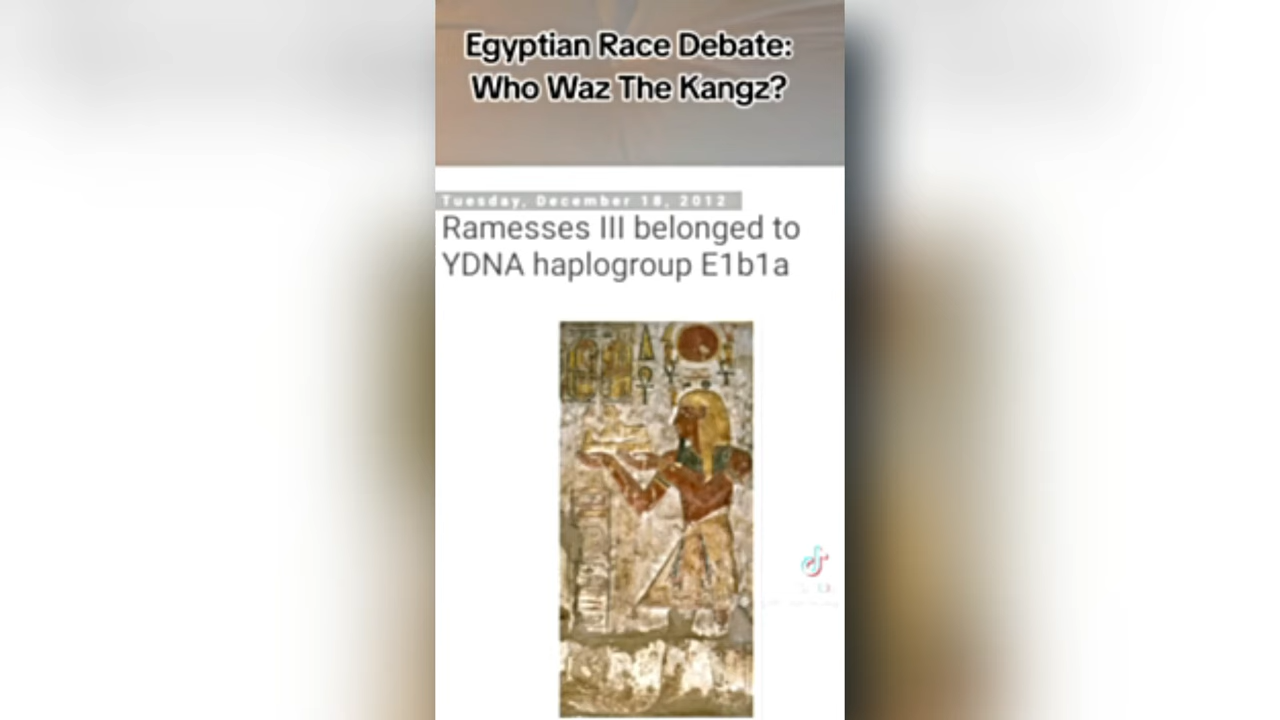 Egyptian Race Debate:
Who Waz The Kangz?
Tuesday, December 18, 2012
Ramesses III belonged to
YDNA haplogroup E1b1a